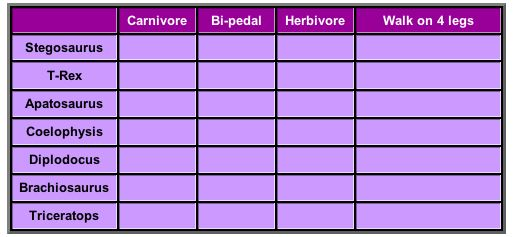 Carnivore Bi-pedal Herbivore Walk on 4 legs
Stegosaurus
T-Rex
Apatosaurus
Coelophysis
Diplodocus
Brachiosaurus
Triceratops